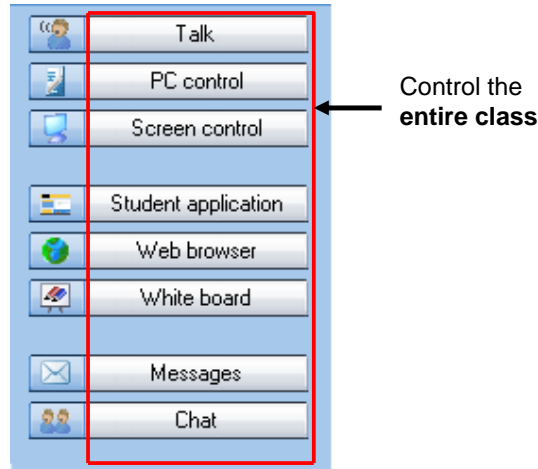 Talk
PC control
Screen control
Student application
Web browser
White board
Messages
Chat
Control the
entire class